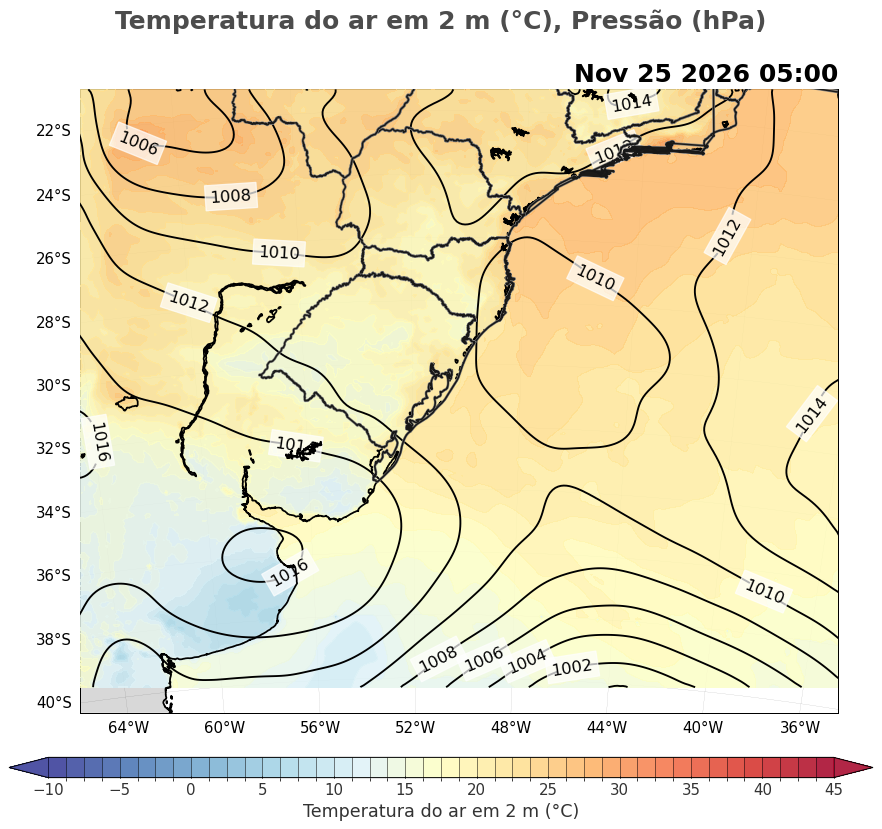 Temperatura do ar em 2 m (°C), Pressão (hPa)
Nov 25 2026 05:00
1014
1006
1012
22°S
24°S
1008
1012
1010
26°S
1010
1012
28°S
30°S
1014
1016
32°S
34°S
1016
36°S
1010
38°S
1008
1006
1004
1002
40°S
64°W 60°W 56°W 52°W 48°W 44°W 40°W 36°W
−10 −5 0 5 10 15 20 25 30 35 40 45
Temperatura do ar em 2 m (°C)